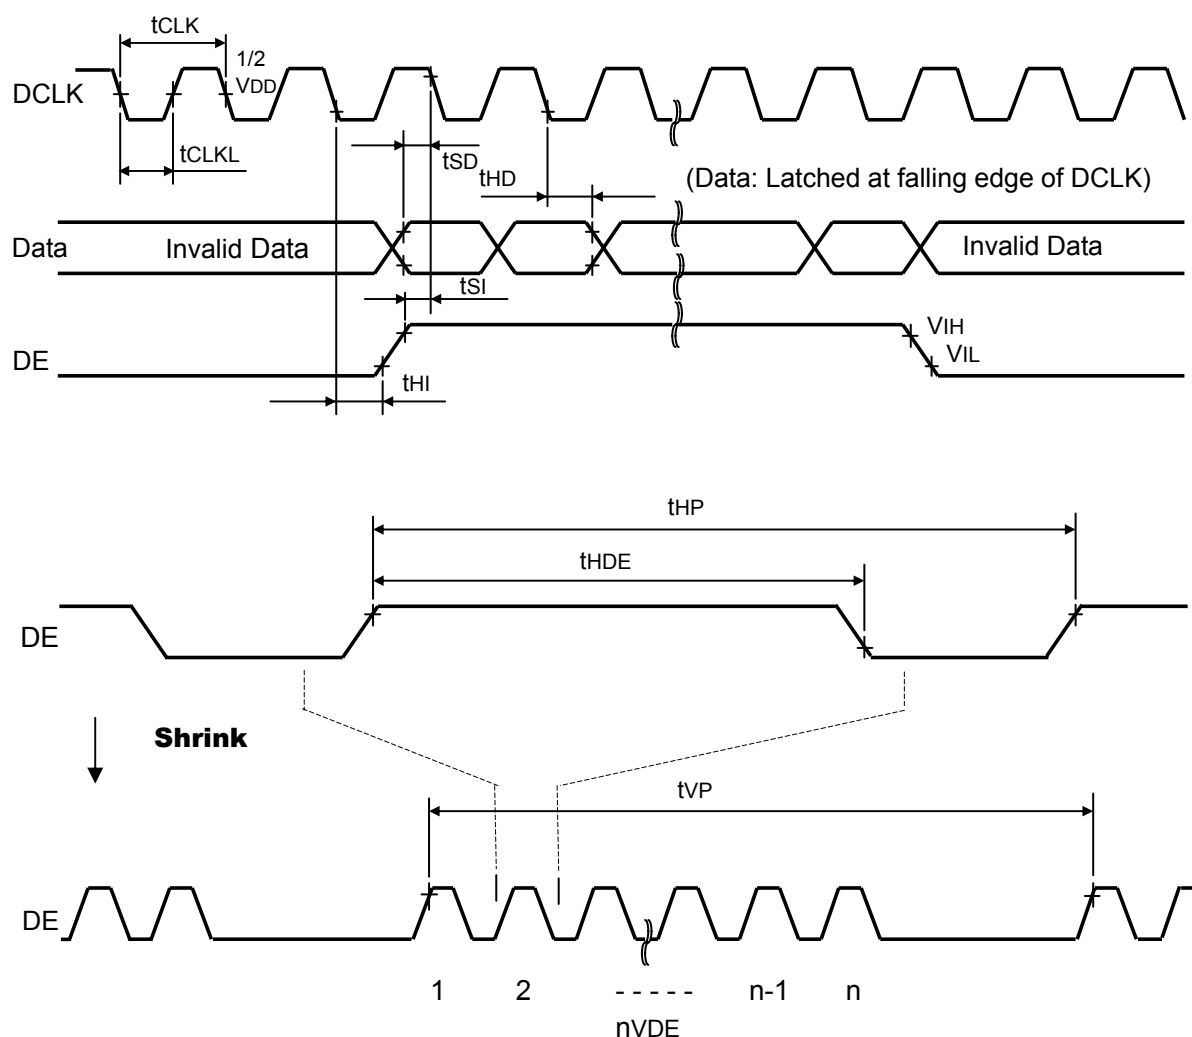 tCLK
1/2
VDD
DCLK
tCLKL
tSD
tHD
(Data: Latched at falling edge of DCLK)
Data
Invalid Data
Invalid Data
tSI
VIH
DE
VIL
tHI
tHP
tHDE
DE
Shrink
tVP
DE
1 2 - - - - - n-1 n
nVDE